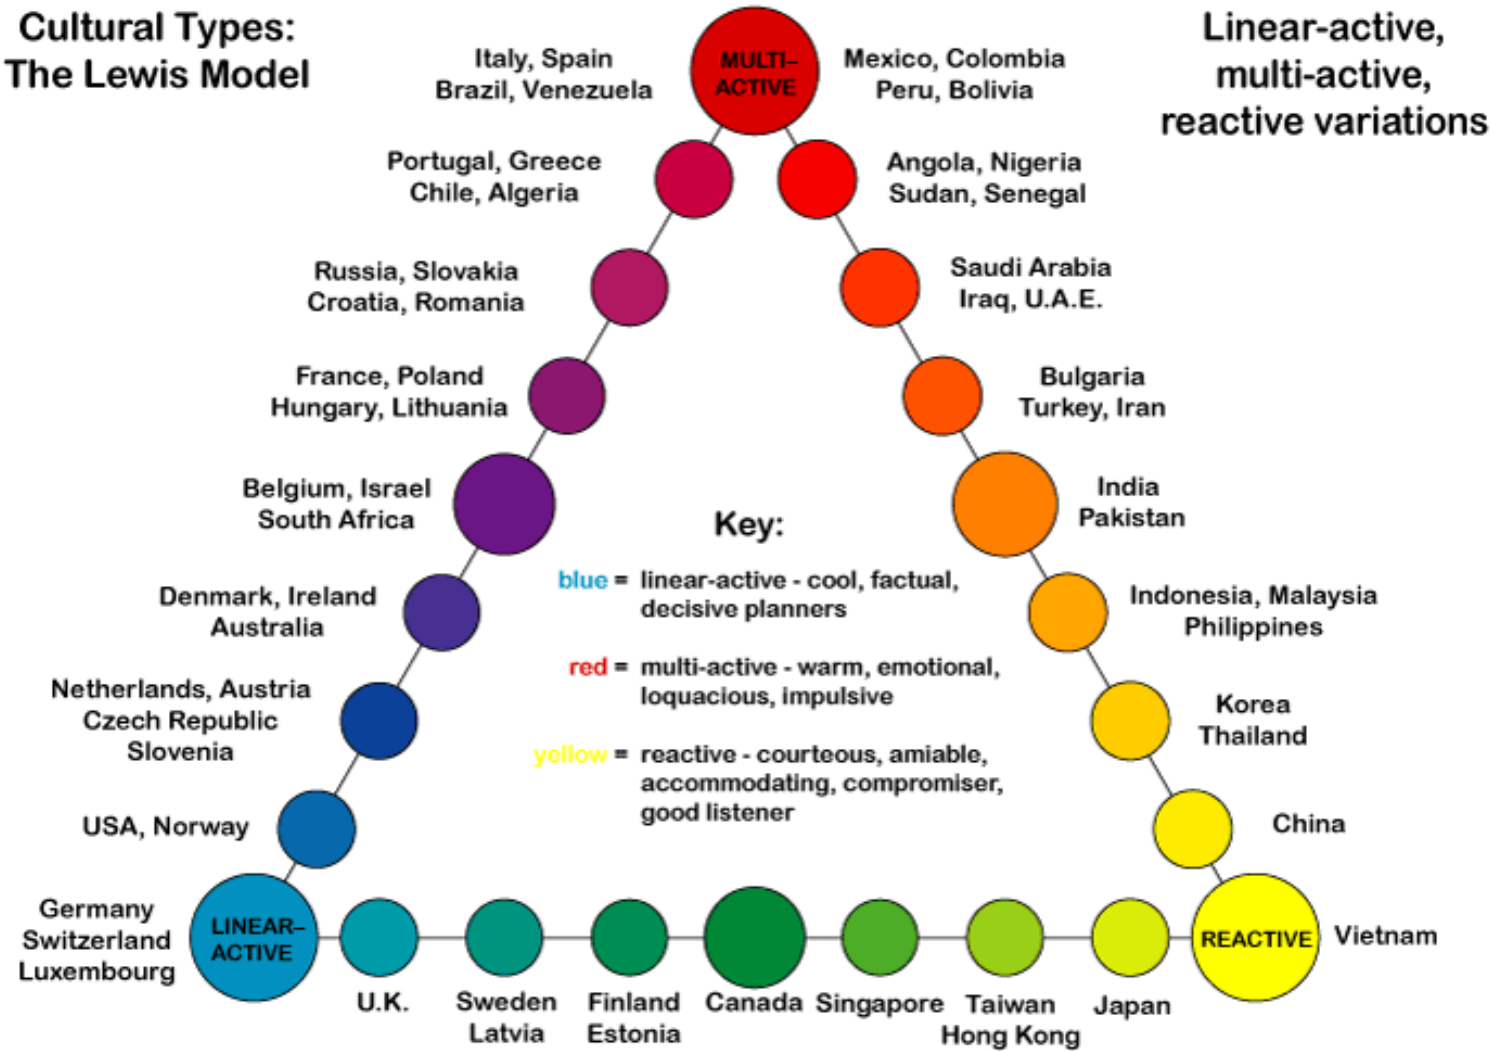 Cultural Types:
The Lewis Model
Linear-active,
multi-active,
reactive variations
MULTI–
ACTIVE
Italy, Spain
Brazil, Venezuela
Mexico, Colombia
Peru, Bolivia
Portugal, Greece
Chile, Algeria
Angola, Nigeria
Sudan, Senegal
Russia, Slovakia
Croatia, Romania
Saudi Arabia
Iraq, U.A.E.
France, Poland
Hungary, Lithuania
Bulgaria
Turkey, Iran
Belgium, Israel
South Africa
India
Pakistan
Denmark, Ireland
Australia
Indonesia, Malaysia
Philippines
Netherlands, Austria
Czech Republic
Slovenia
Korea
Thailand
USA, Norway
China
Key:
blue = linear-active - cool, factual,
decisive planners
red = multi-active - warm, emotional,
loquacious, impulsive
yellow = reactive - courteous, amiable,
accommodating, compromiser,
good listener
Germany
Switzerland
Luxembourg
LINEAR–
ACTIVE
REACTIVE
Vietnam
U.K.
Sweden
Latvia
Finland
Estonia
Canada
Singapore
Taiwan
Hong Kong
Japan